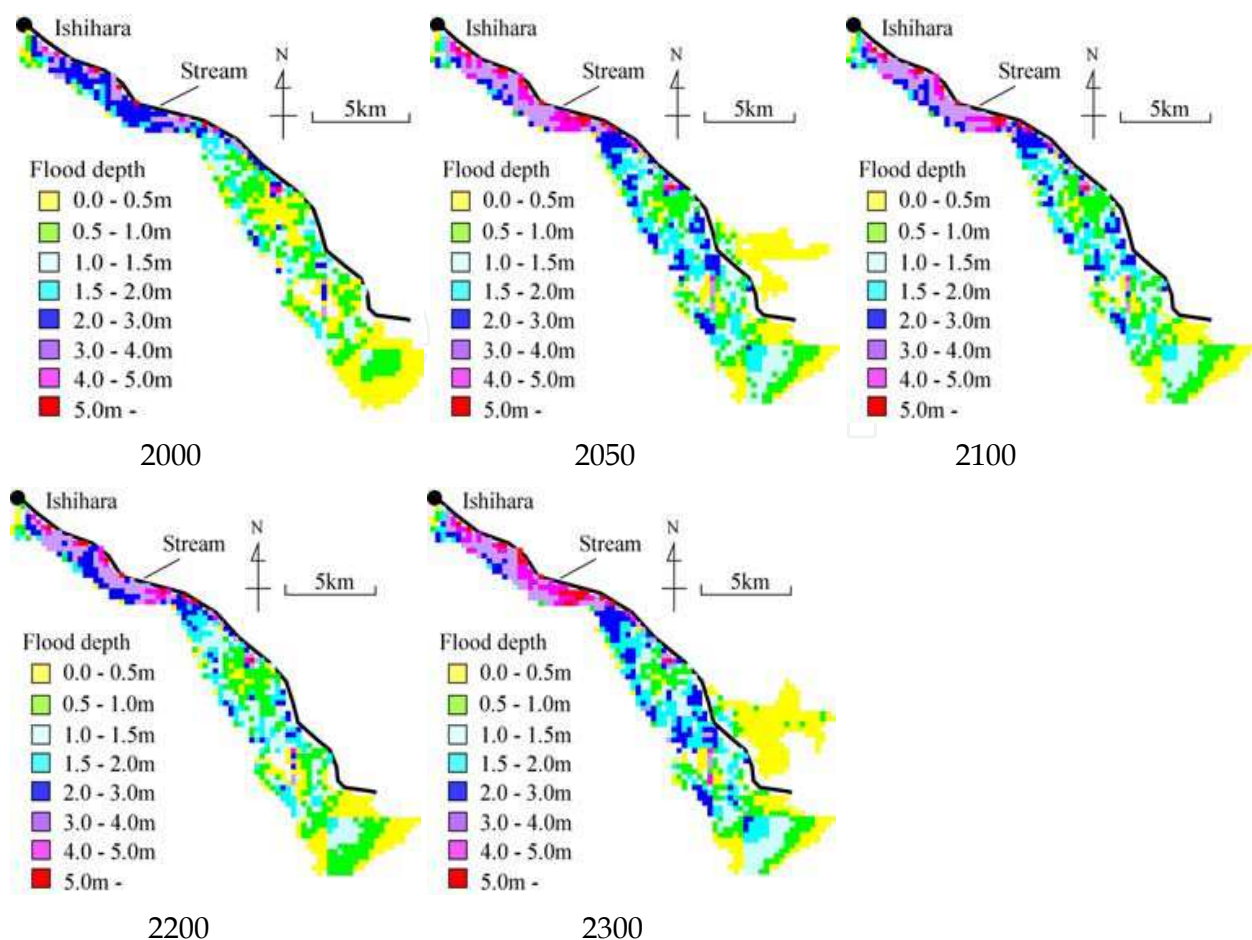 Ishihara
Stream
N
5km
Flood depth
0.0 - 0.5m
0.5 - 1.0m
1.0 - 1.5m
1.5 - 2.0m
2.0 - 3.0m
3.0 - 4.0m
4.0 - 5.0m
5.0m -
2000
Ishihara
Stream
N
5km
Flood depth
0.0 - 0.5m
0.5 - 1.0m
1.0 - 1.5m
1.5 - 2.0m
2.0 - 3.0m
3.0 - 4.0m
4.0 - 5.0m
5.0m -
2050
Ishihara
Stream
N
5km
Flood depth
0.0 - 0.5m
0.5 - 1.0m
1.0 - 1.5m
1.5 - 2.0m
2.0 - 3.0m
3.0 - 4.0m
4.0 - 5.0m
5.0m -
2100
Ishihara
Stream
N
5km
Flood depth
0.0 - 0.5m
0.5 - 1.0m
1.0 - 1.5m
1.5 - 2.0m
2.0 - 3.0m
3.0 - 4.0m
4.0 - 5.0m
5.0m -
2200
Ishihara
Stream
N
5km
Flood depth
0.0 - 0.5m
0.5 - 1.0m
1.0 - 1.5m
1.5 - 2.0m
2.0 - 3.0m
3.0 - 4.0m
4.0 - 5.0m
5.0m -
2300